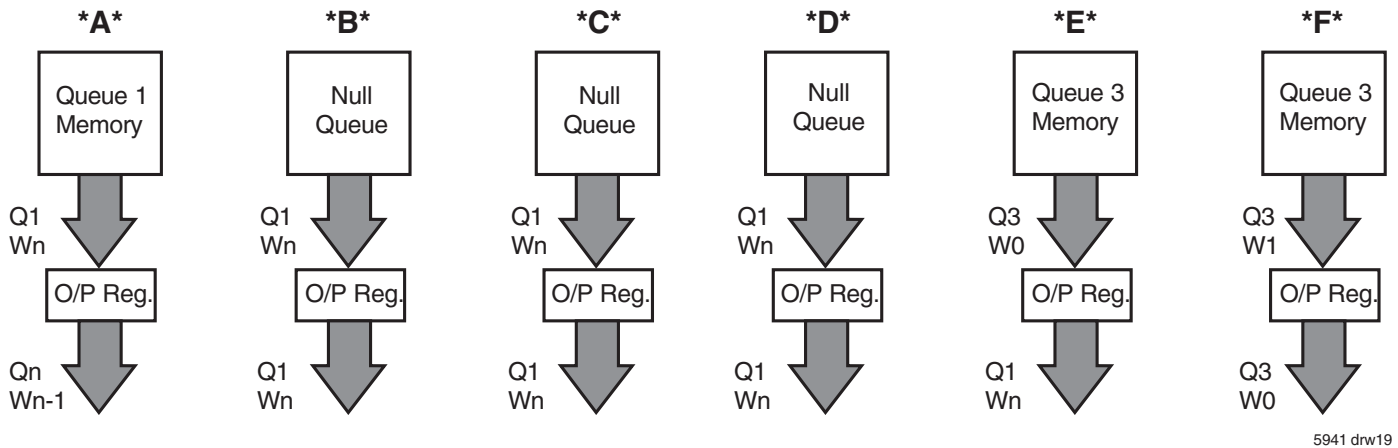 *A*
*B*
*C*
*D*
*E*
*F*
Queue 1
Memory
Null
Queue
Null
Queue
Null
Queue
Queue 3
Memory
Queue 3
Memory
Q1
Wn
Q1
Wn
Q1
Wn
Q1
Wn
Q3
W0
Q3
W1
O/P Reg.
O/P Reg.
O/P Reg.
O/P Reg.
O/P Reg.
O/P Reg.
Qn
Wn-1
Q1
Wn
Q1
Wn
Q1
Wn
Q1
Wn
Q3
W0
5941 drw19